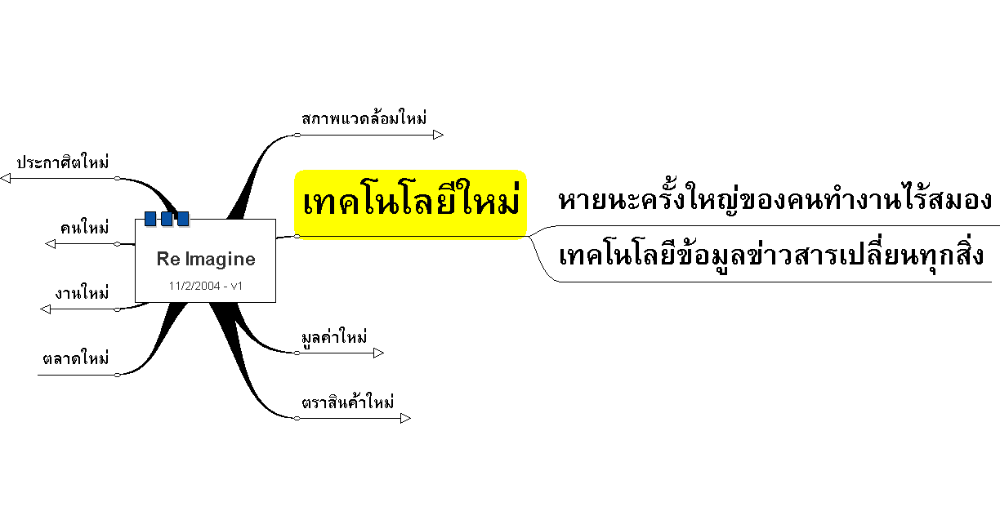 สภาพแวดล้อมใหม่
ประกาศิตใหม่
เทคโนโลยีใหม่
หายนะครั้งใหญ่ของคนทำงานไร้สมอง
เทคโนโลยีข้อมูลข่าวสารเปลี่ยนทุกสิ่ง
คนใหม่
Re Imagine
11/2/2004 - v1
งานใหม่
มูลค่าใหม่
ตลาดใหม่
ตราสินค้าใหม่